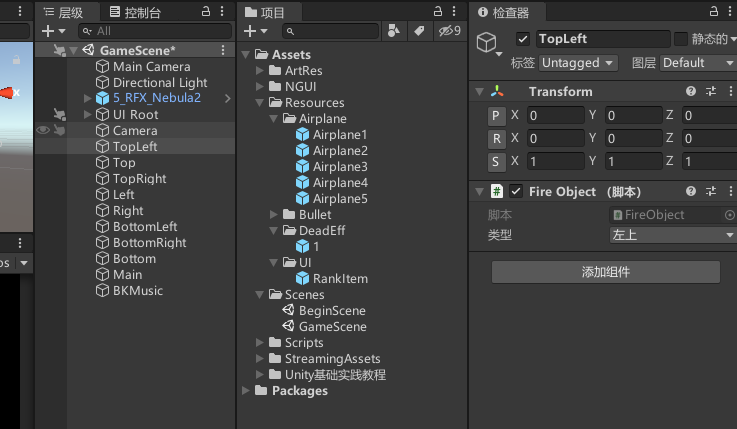 层级
控制台
All
GameScene*
Main Camera
Directional Light
5_RFX_Nebula2
UI Root
Camera
TopLeft
Top
TopRight
Left
Right
BottomLeft
BottomRight
Bottom
Main
BKMusic
项目
9
Assets
ArtRes
NGUI
Resources
Airplane
Airplane1
Airplane2
Airplane3
Airplane4
Airplane5
Bullet
DeadEff
1
UI
RankItem
Scenes
BeginScene
GameScene
Scripts
StreamingAssets
Unity基础实践教程
Packages
检查器
TopLeft 静态的
标签 Untagged 图层 Default
Transform
P X 0 Y 0 Z 0
R X 0 Y 0 Z 0
S X 1 Y 1 Z 1
# Fire Object （脚本）
脚本 FireObject
类型 左上
添加组件
x
os